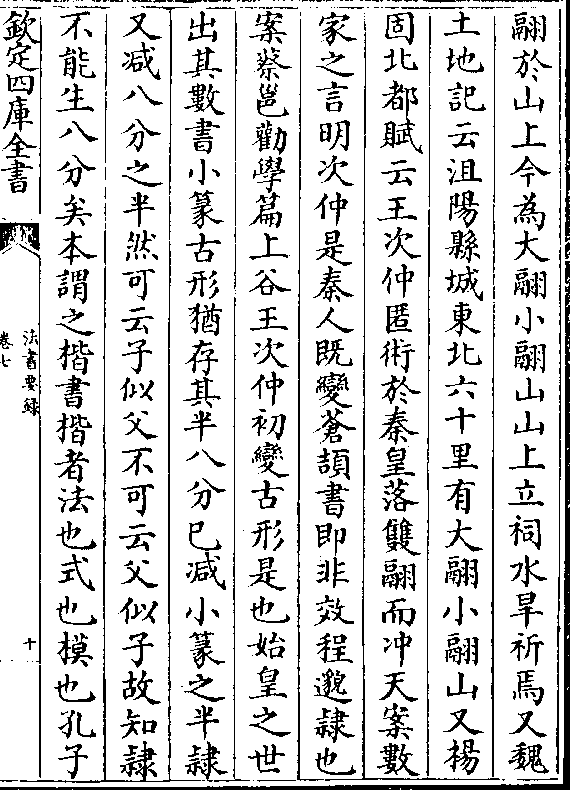 翮於山上今為大翮小翮山山上立祠水旱祈焉又魏
土地記云沮陽縣城東北六十里有大翮小翮山又楊
固北都賦云王次仲匿術於秦皇落雙翮而冲天案數
家之言明次仲是秦人既變蒼頡書即非效程邈隷也
案蔡邕勸學篇上谷王次仲初變古形是也始皇之世
出其數書小篆古形猶存其半八分已减小篆之半隷
又减八分之半然可云子似父不可云父似子故知隷
不能生八分矣本謂之楷書楷者法也式也模也孔子
欽定四庫全書
法書要錄
卷七
十